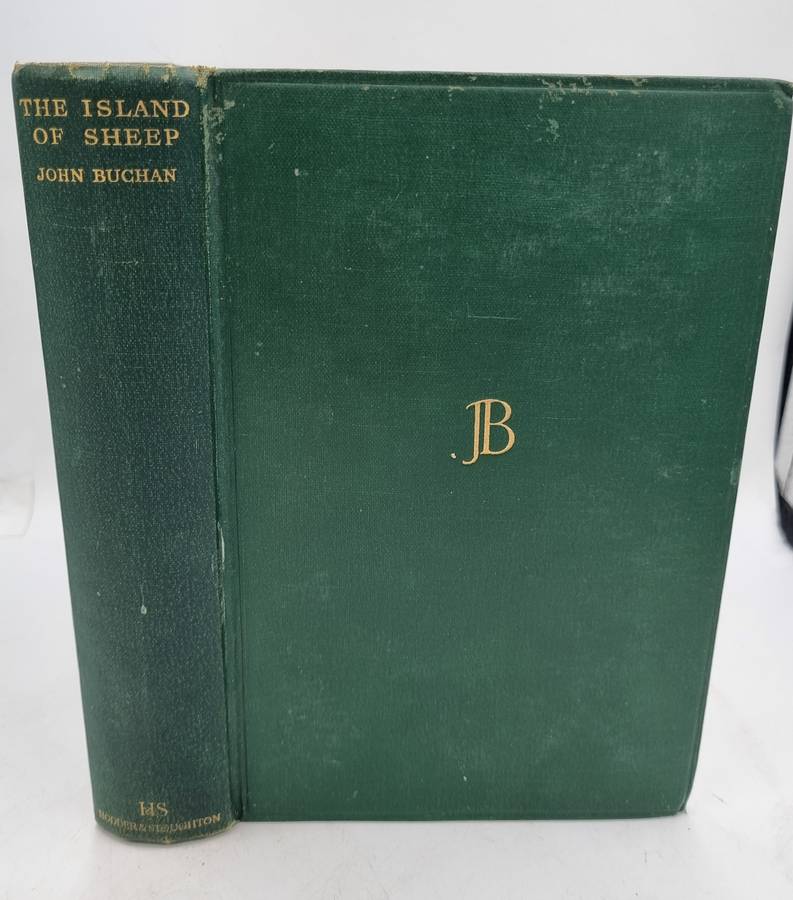 THE ISLAND
OF SHEEP
JOHN BUCHAN
JB
HS
HODDER & STOUGHTON